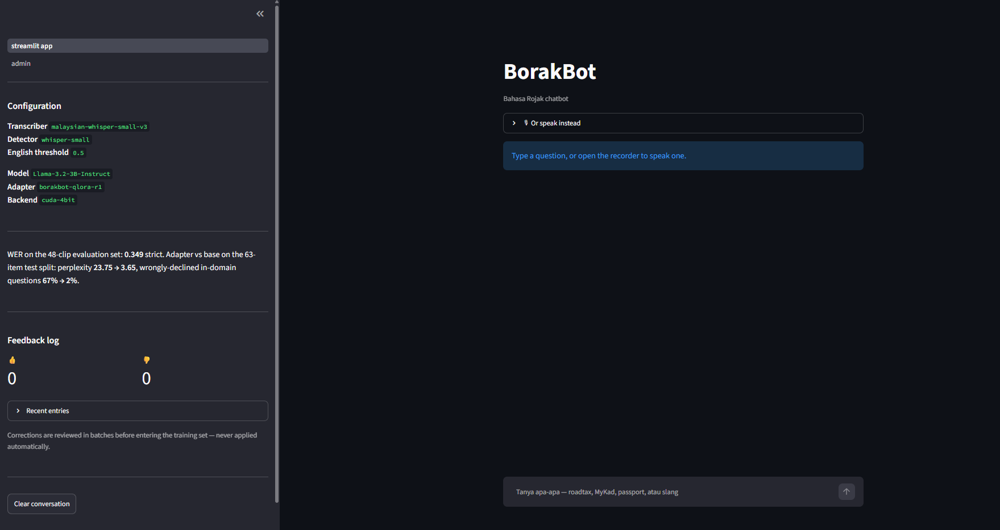 streamlit app
admin
Configuration
Transcriber malaysian-whisper-small-v3
Detector whisper-small
English threshold 0.5
Model Llama-3.2-3B-Instruct
Adapter borakbot-qlora-r1
Backend cuda-4bit
WER on the 48-clip evaluation set: 0.349 strict. Adapter vs base on the 63-
item test split: perplexity 23.75 → 3.65, wrongly-declined in-domain
questions 67% → 2%.
Feedback log
👍 👎
0 0
Recent entries
Corrections are reviewed in batches before entering the training set — never applied
automatically.
Clear conversation
BorakBot
Bahasa Rojak chatbot
🎙 Or speak instead
Type a question, or open the recorder to speak one.
Tanya apa-apa — roadtax, MyKad, passport, atau slang